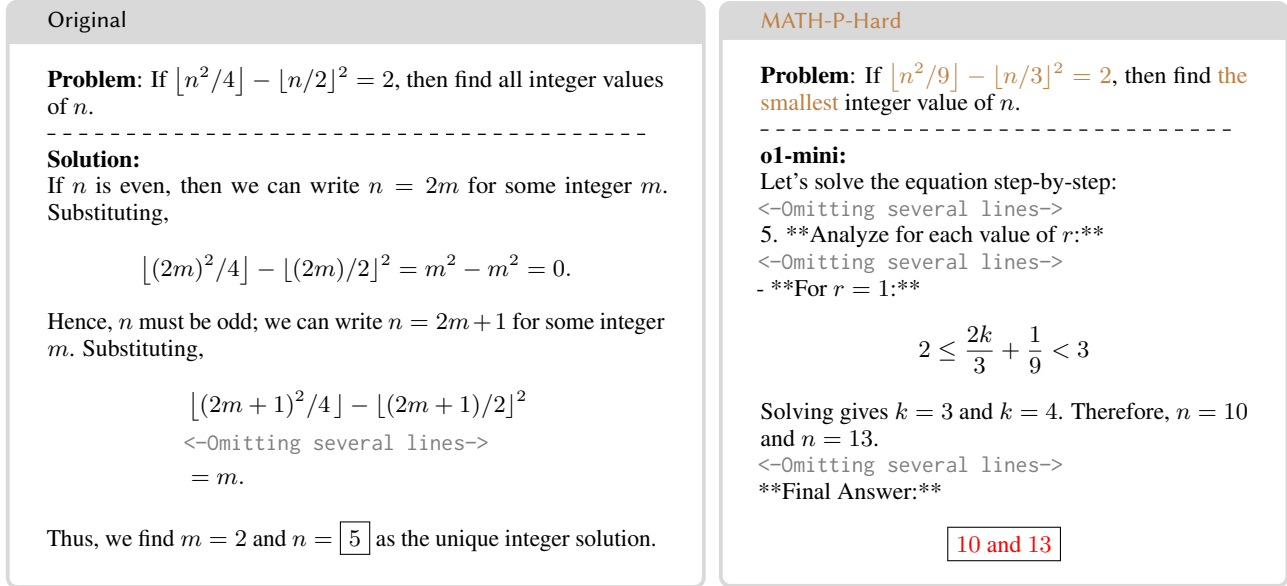 Original
Problem: If ⌊n²/4⌋ − ⌊n/2⌋² = 2, then find all integer values
of n.
Solution:
If n is even, then we can write n = 2m for some integer m.
Substituting,
⌊(2m)²/4⌋ − ⌊(2m)/2⌋² = m² − m² = 0.
Hence, n must be odd; we can write n = 2m+1 for some integer
m. Substituting,
⌊(2m + 1)²/4⌋ − ⌊(2m + 1)/2⌋²
<-Omitting several lines->
= m.
Thus, we find m = 2 and n = 5 as the unique integer solution.
MATH-P-Hard
Problem: If ⌊n²/9⌋ − ⌊n/3⌋² = 2, then find the
smallest integer value of n.
o1-mini:
Let's solve the equation step-by-step:
<-Omitting several lines->
5. **Analyze for each value of r:**
<-Omitting several lines->
- **For r = 1:**
2 ≤ 2k/3 + 1/9 < 3
Solving gives k = 3 and k = 4. Therefore, n = 10
and n = 13.
<-Omitting several lines->
**Final Answer:**
10 and 13